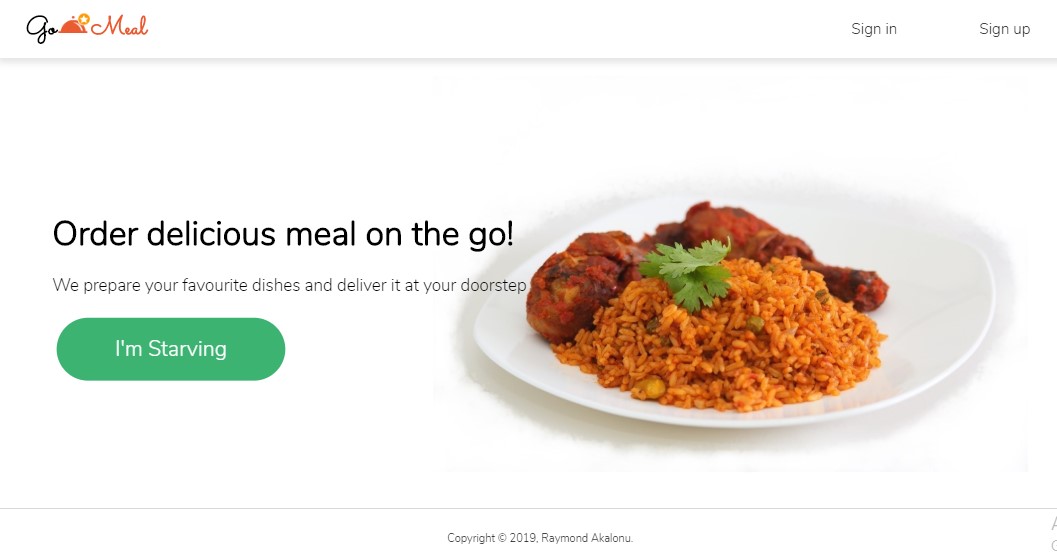 Go Meal
Sign in
Sign up
Order delicious meal on the go!
We prepare your favourite dishes and deliver it at your doorstep
I'm Starving
Copyright © 2019, Raymond Akalonu.